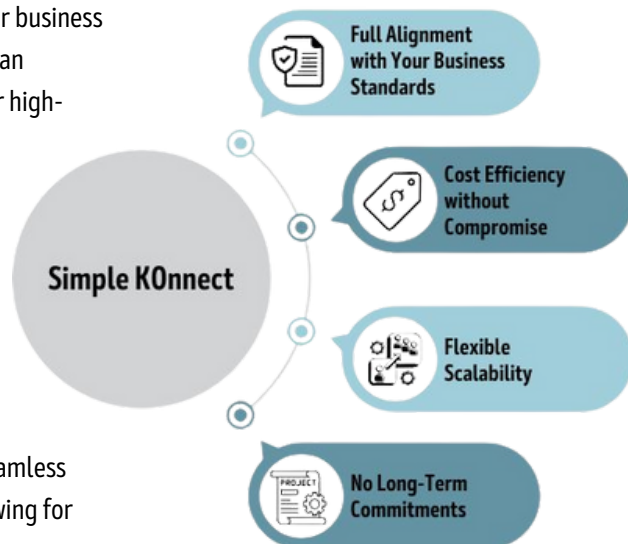 r business
an
r high-
Full Alignment
with Your Business
Standards
Cost Efficiency
without
Compromise
Simple KOnnect
Flexible
Scalability
amless
wing for
PROJECT
No Long-Term
Commitments